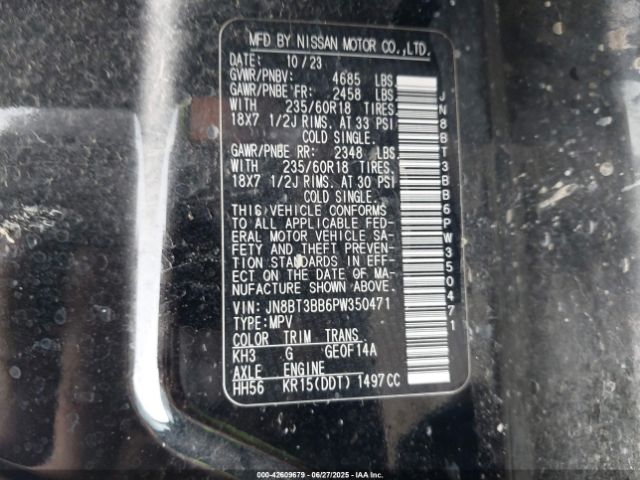 MFD BY NISSAN MOTOR CO.,LTD.
DATE: 10/23
GVWR/PNBV: 4685 LBS
GAWR/PNBE FR: 2458 LBS
WITH 235/60R18 TIRES.
18X7 1/2J RIMS. AT 33 PSI
COLD SINGLE.
GAWR/PNBE RR: 2348 LBS.
WITH 235/60R18 TIRES.
18X7 1/2J RIMS. AT 30 PSI
COLD SINGLE.
THIS VEHICLE CONFORMS
TO ALL APPLICABLE FED-
ERAL MOTOR VEHICLE SA-
FETY AND THEFT PREVEN-
TION STANDARDS IN EFFECT
ECT ON THE DATE OF MA-
NUFACTURE SHOWN ABOVE.
VIN: JN8BT3BB6PW350471
TYPE:MPV
COLOR TRIM TRANS
KH3 G GE0F14A
AXLE ENGINE
HH56 KR15(DDT) 1497CC
JN8BT3BB6PW350471
000-42609679 06/27/2025 IAAI.COM